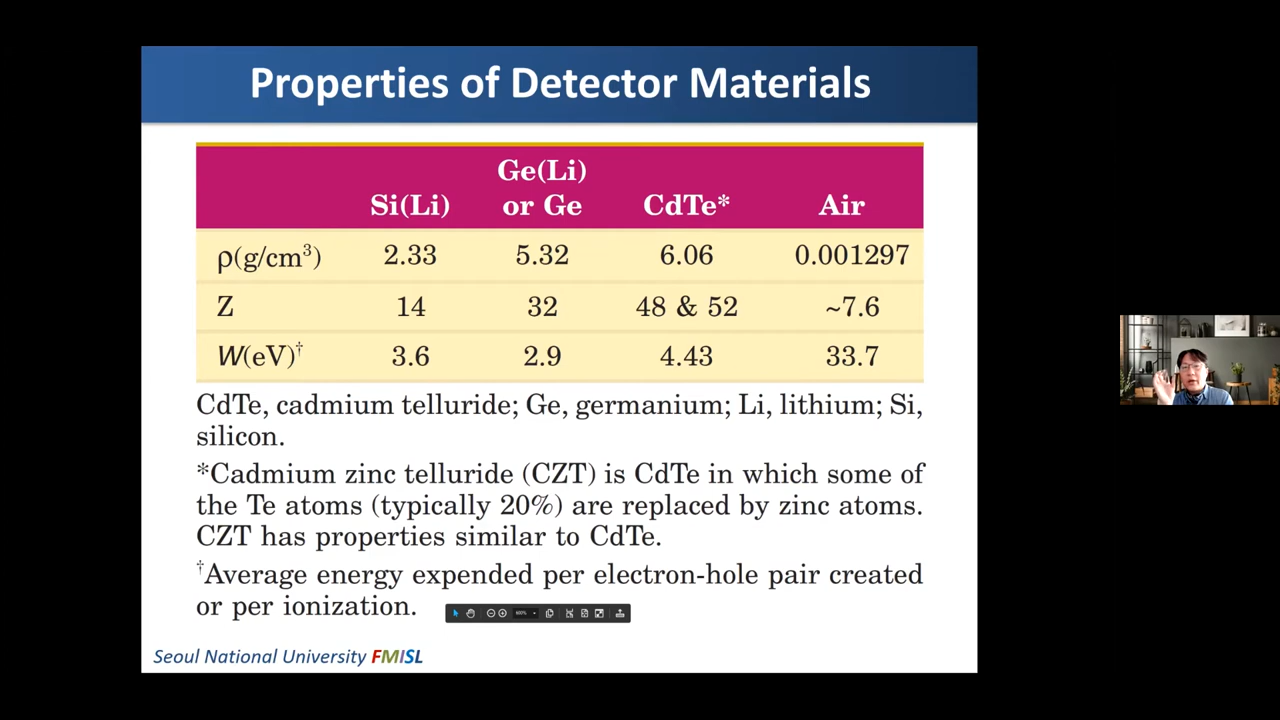 Properties of Detector Materials
Ge(Li)
Si(Li) or Ge CdTe* Air
ρ(g/cm³) 2.33 5.32 6.06 0.001297
Z 14 32 48 & 52 ~7.6
W(eV)† 3.6 2.9 4.43 33.7
CdTe, cadmium telluride; Ge, germanium; Li, lithium; Si,
silicon.
*Cadmium zinc telluride (CZT) is CdTe in which some of
the Te atoms (typically 20%) are replaced by zinc atoms.
CZT has properties similar to CdTe.
†Average energy expended per electron-hole pair created
or per ionization.
600%
Seoul National University FMISL